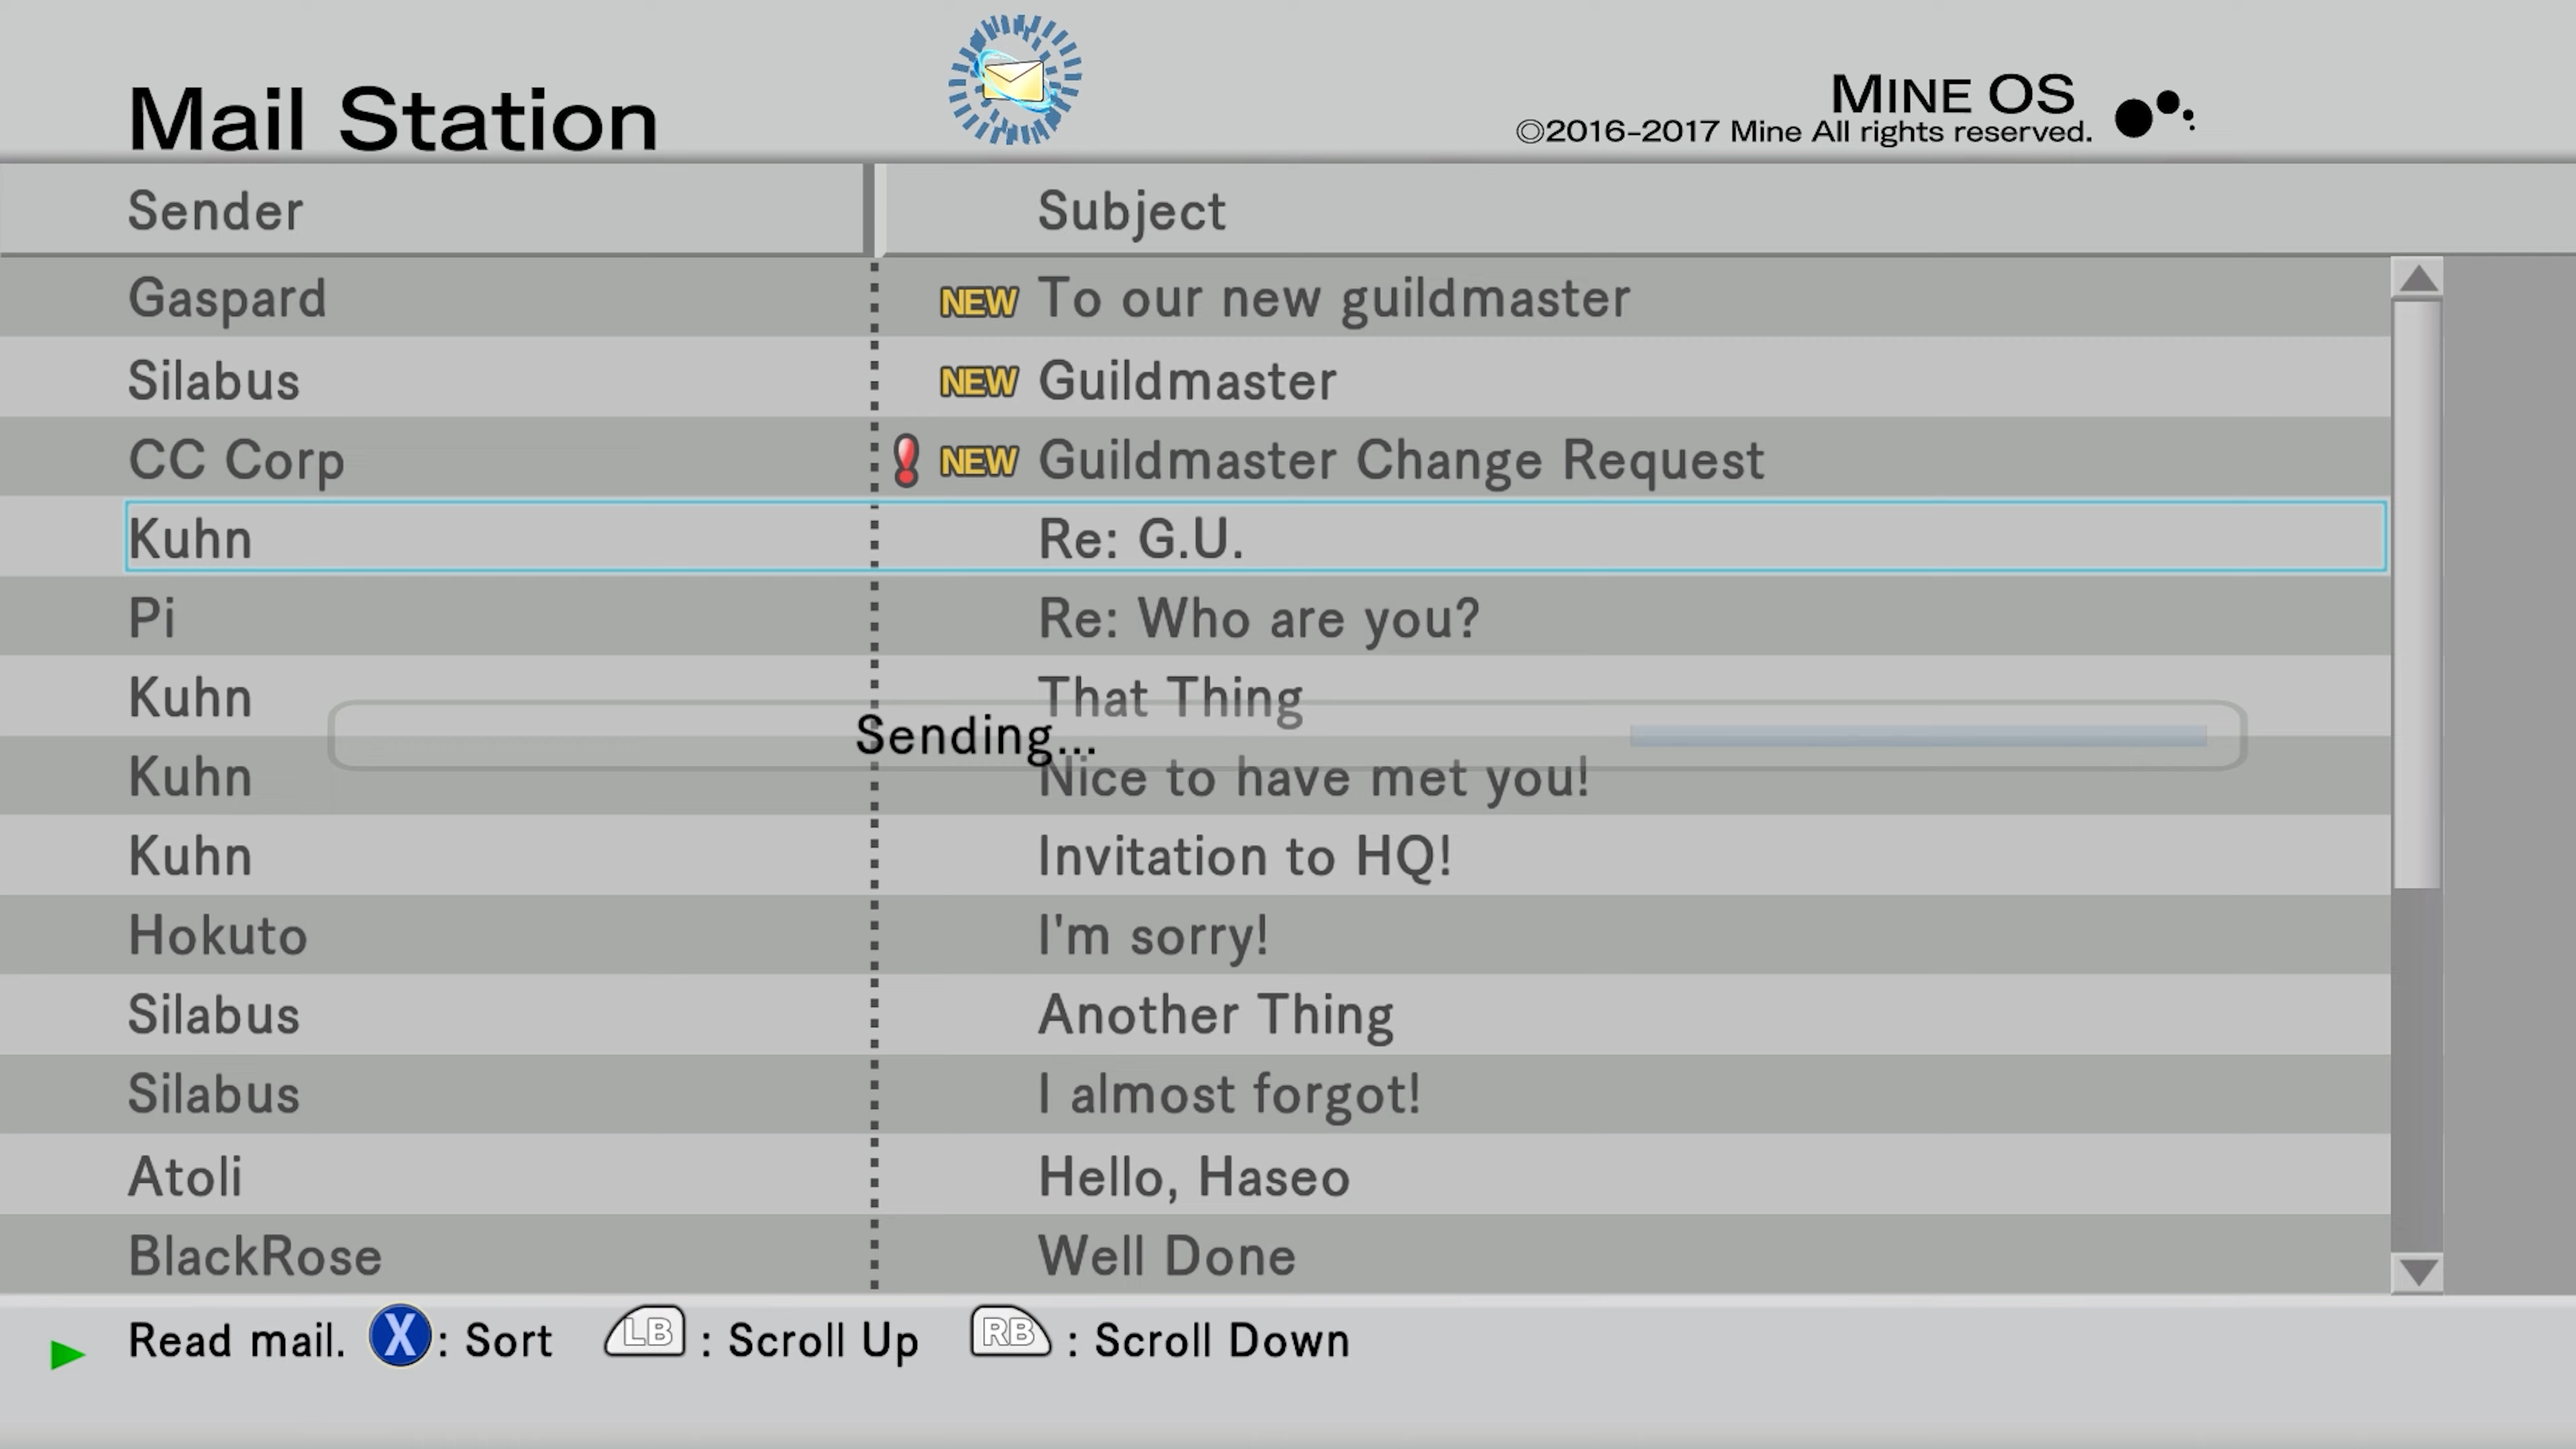 Mail Station
MINE OS
©2016-2017 Mine All rights reserved.
Sender Subject
Gaspard NEW To our new guildmaster
Silabus NEW Guildmaster
CC Corp NEW Guildmaster Change Request
Kuhn Re: G.U.
Pi Re: Who are you?
Kuhn That Thing
Sending...
Kuhn Nice to have met you!
Kuhn Invitation to HQ!
Hokuto I'm sorry!
Silabus Another Thing
Silabus I almost forgot!
Atoli Hello, Haseo
BlackRose Well Done
Read mail. X : Sort LB : Scroll Up RB : Scroll Down